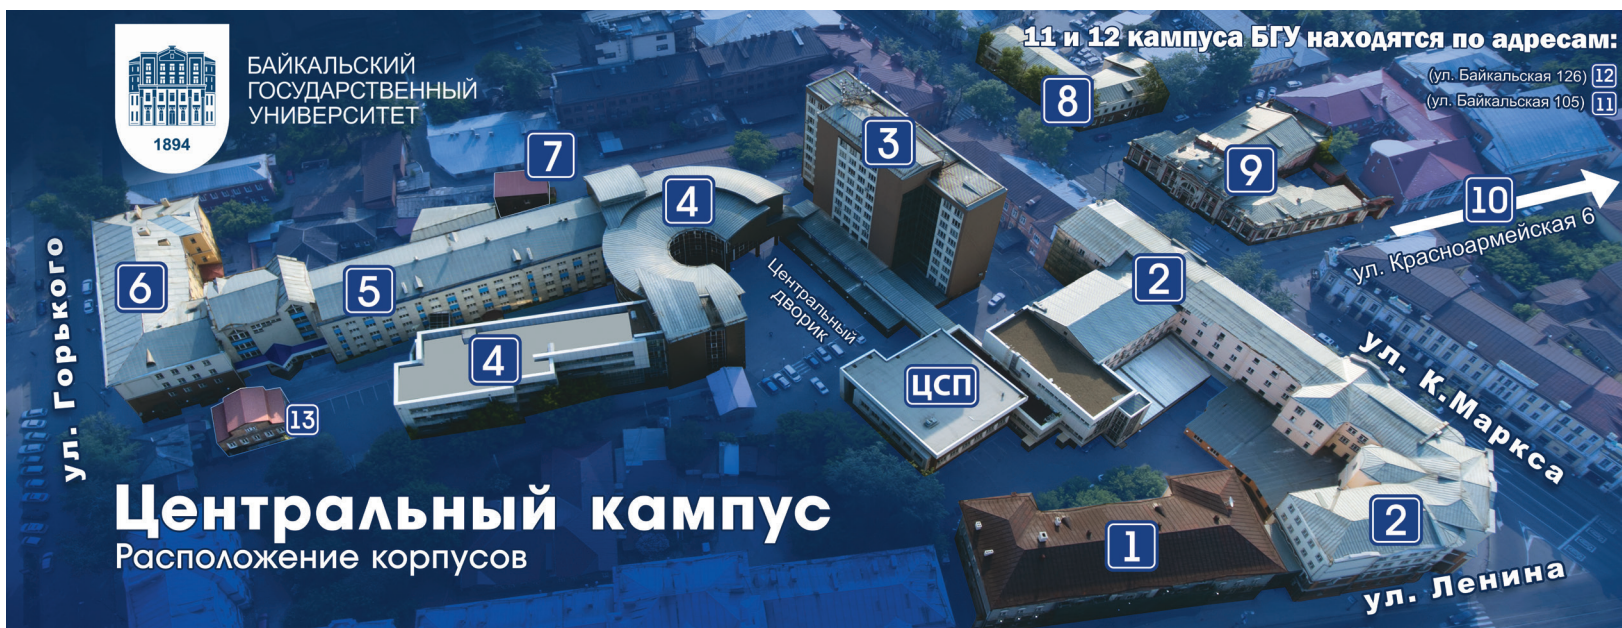 БАЙКАЛЬСКИЙ
ГОСУДАРСТВЕННЫЙ
УНИВЕРСИТЕТ
1894
11 и 12 кампуса БГУ находятся по адресам:
(ул. Байкальская 126) 12
(ул. Байкальская 105) 11
8
3
7
9
4
10
ул. Красноармейская 6
6
5
2
Центральный
дворик
ул. Горького
4
ЦСП
ул. К.Маркса
13
Центральный кампус
Расположение корпусов
1
2
ул. Ленина